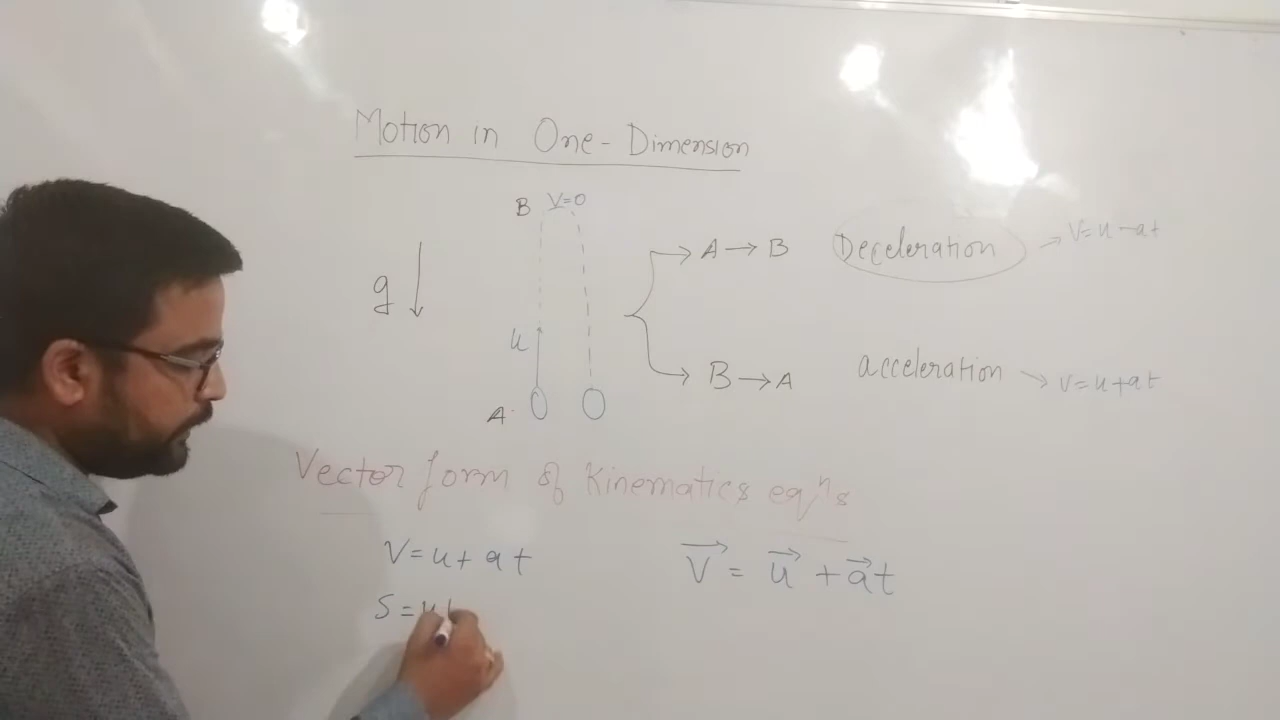 Motion in One-Dimension
B V=0
g
u
A
A → B Deceleration → V=u-at
B → A acceleration → V=u+at
Vector form of Kinematics eqⁿs
V=u+at
V⃗ = u⃗ + a⃗t
S=ut